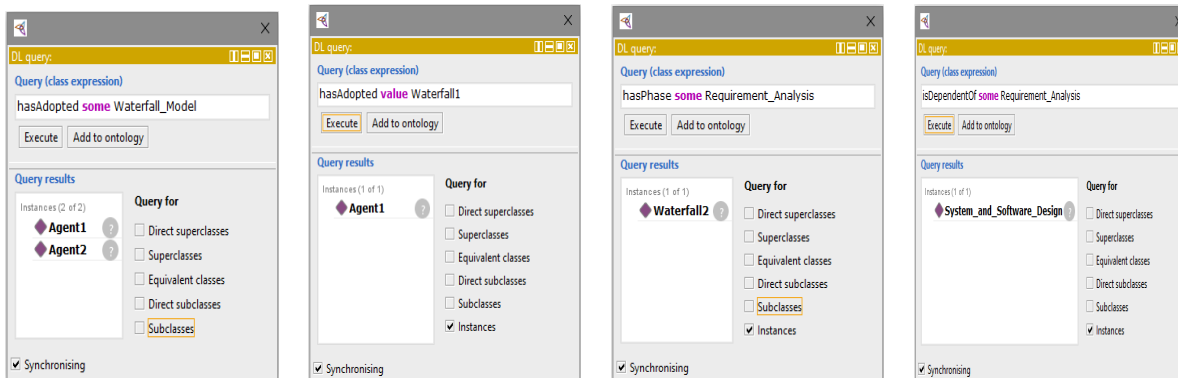 DL query:
Query (class expression)
hasAdopted some Waterfall_Model
Execute Add to ontology
Query results
Instances (2 of 2)
Agent1 ?
Agent2 ?
Query for
Direct superclasses
Superclasses
Equivalent classes
Direct subclasses
Subclasses
Synchronising
DL query:
Query (class expression)
hasAdopted value Waterfall1
Execute Add to ontology
Query results
Instances (1 of 1)
Agent1 ?
Query for
Direct superclasses
Superclasses
Equivalent classes
Direct subclasses
Subclasses
Instances
Synchronising
DL query:
Query (class expression)
hasPhase some Requirement_Analysis
Execute Add to ontology
Query results
Instances (1 of 1)
Waterfall2 ?
Query for
Direct superclasses
Superclasses
Equivalent classes
Direct subclasses
Subclasses
Instances
Synchronising
DL query:
Query (class expression)
isDependentOf some Requirement_Analysis
Execute Add to ontology
Query results
Instances (1 of 1)
System_and_Software_Design ?
Query for
Direct superclasses
Superclasses
Equivalent classes
Direct subclasses
Subclasses
Instances
Synchronising